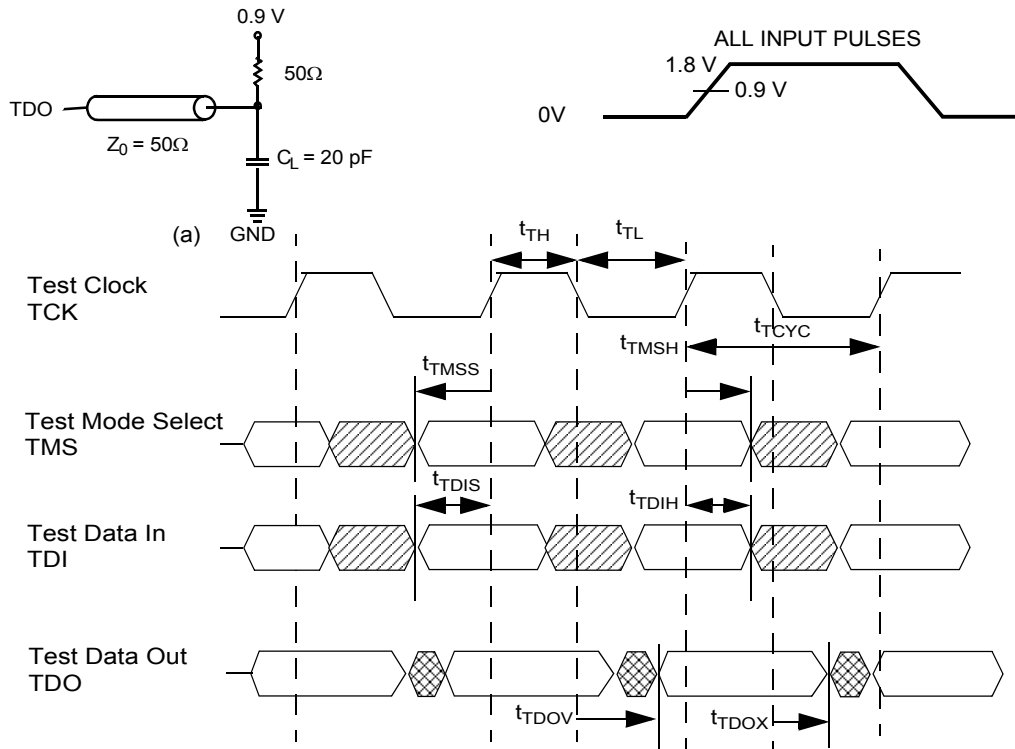 0.9 V
50Ω
TDO
Z0 = 50Ω
CL = 20 pF
(a) GND
ALL INPUT PULSES
1.8 V
0.9 V
0V
tTH
tTL
Test Clock
TCK
tTCYC
tTMSH
tTMSS
Test Mode Select
TMS
tTDIS
tTDIH
Test Data In
TDI
Test Data Out
TDO
tTDOV
tTDOX